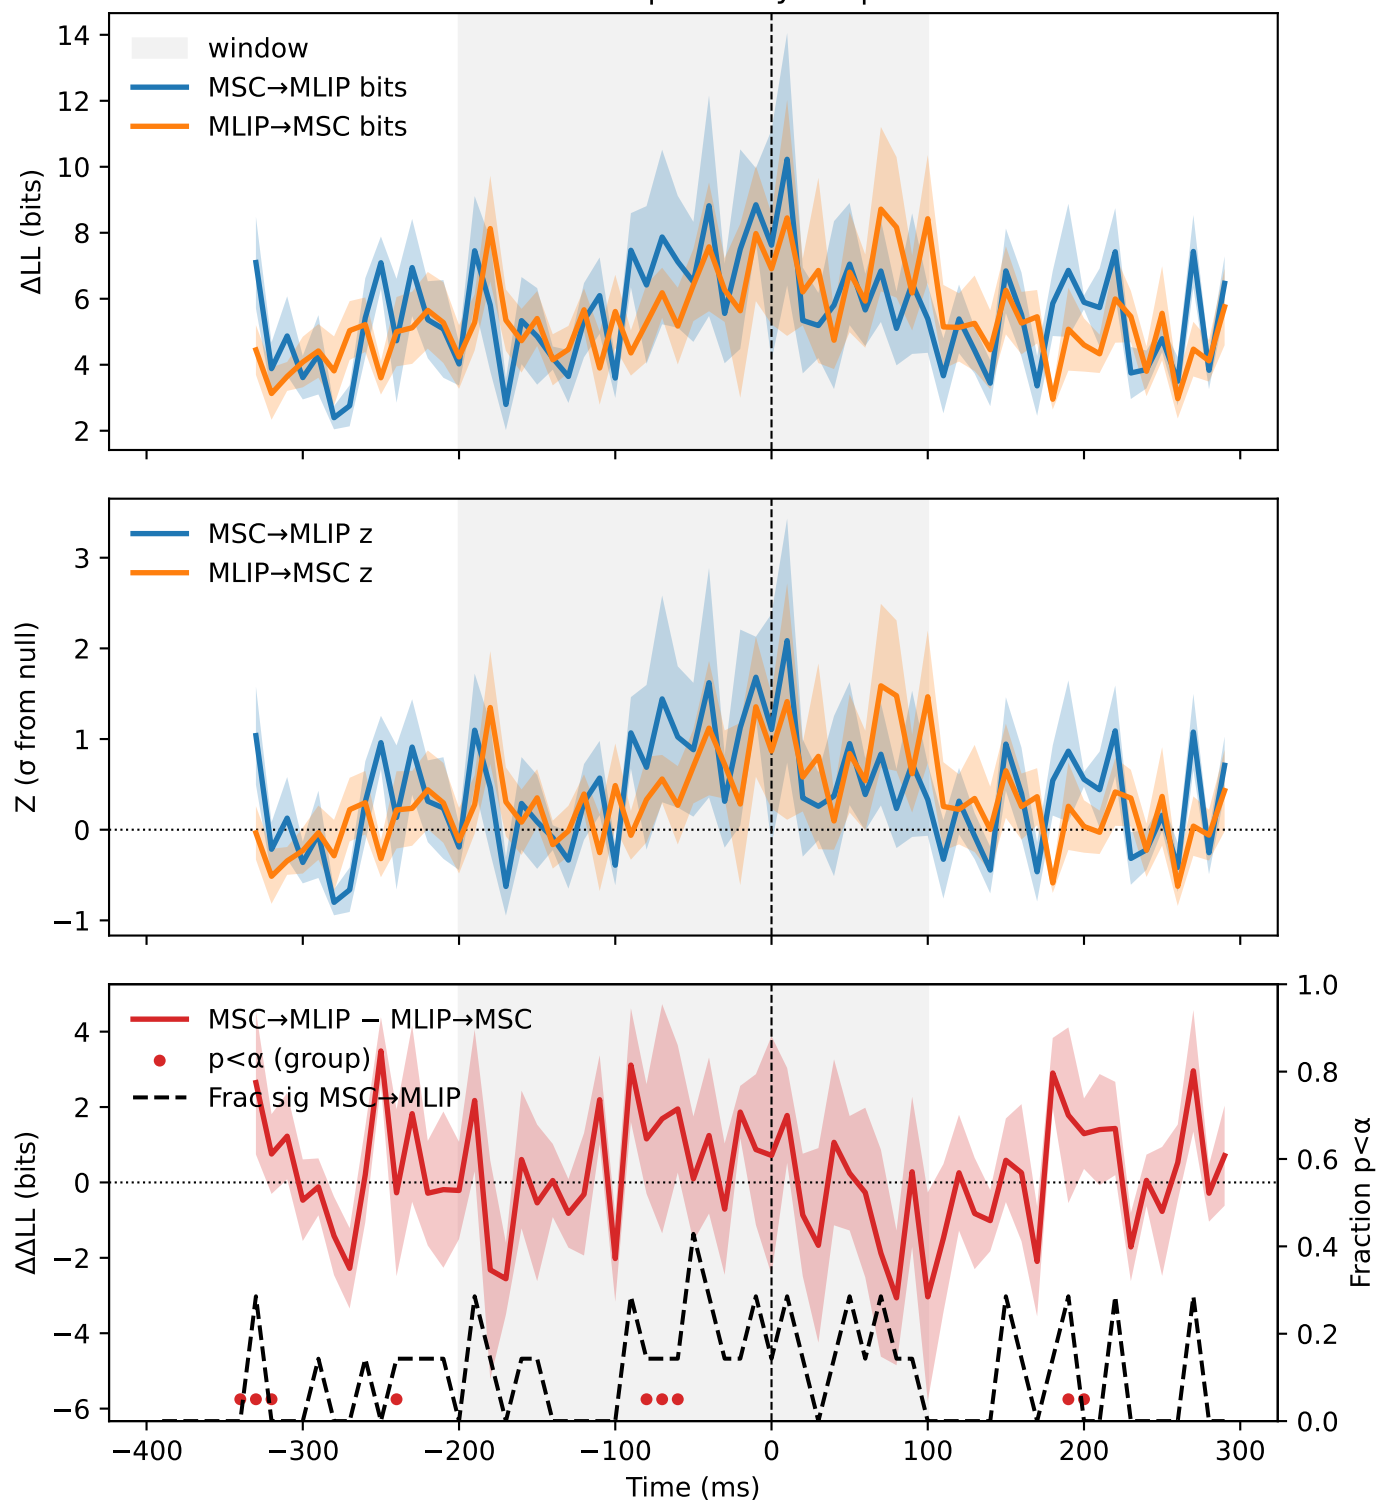 14
12
10
8
6
4
2
ΔLL (bits)
window
MSC→MLIP bits
MLIP→MSC bits
3
2
1
0
−1
Z (σ from null)
MSC→MLIP z
MLIP→MSC z
4
2
0
−2
−4
−6
ΔΔLL (bits)
MSC→MLIP − MLIP→MSC
p<α (group)
Frac sig MSC→MLIP
1.0
0.8
0.6
0.4
0.2
0.0
Fraction p<α
−400
−300
−200
−100
0
100
200
300
Time (ms)